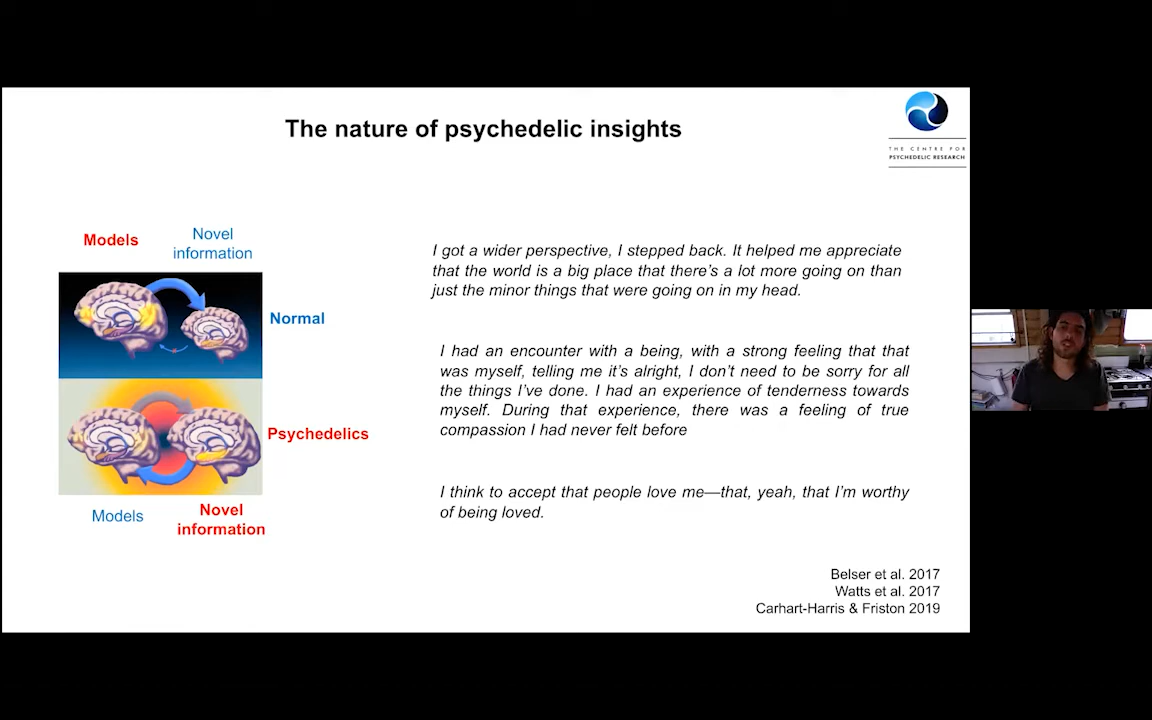 The nature of psychedelic insights
THE CENTRE FOR
PSYCHEDELIC RESEARCH
Models
Novel
information
Normal
Psychedelics
Models
Novel
information
I got a wider perspective, I stepped back. It helped me appreciate
that the world is a big place that there's a lot more going on than
just the minor things that were going on in my head.
I had an encounter with a being, with a strong feeling that that
was myself, telling me it's alright, I don't need to be sorry for all
the things I've done. I had an experience of tenderness towards
myself. During that experience, there was a feeling of true
compassion I had never felt before
I think to accept that people love me—that, yeah, that I'm worthy
of being loved.
Belser et al. 2017
Watts et al. 2017
Carhart-Harris & Friston 2019